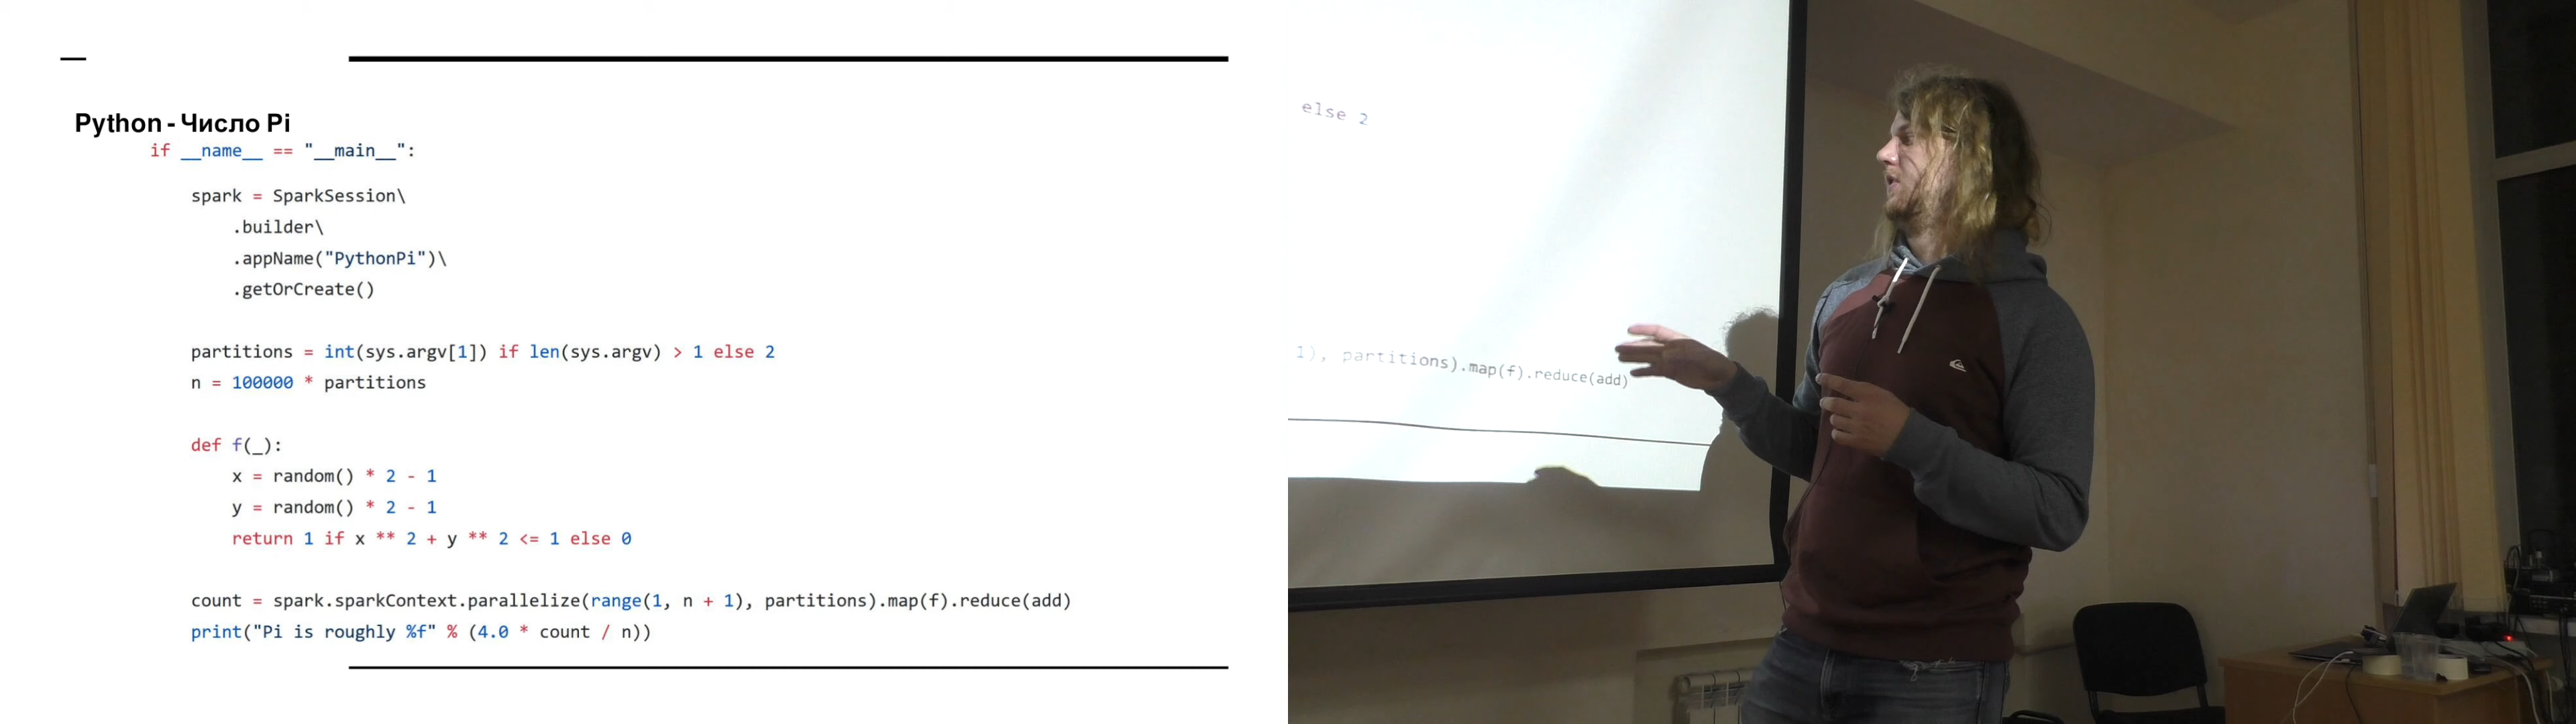 Python - Число Pi
if __name__ == "__main__":
spark = SparkSession\
.builder\
.appName("PythonPi")\
.getOrCreate()
partitions = int(sys.argv[1]) if len(sys.argv) > 1 else 2
n = 100000 * partitions
def f(_):
x = random() * 2 - 1
y = random() * 2 - 1
return 1 if x ** 2 + y ** 2 <= 1 else 0
count = spark.sparkContext.parallelize(range(1, n + 1), partitions).map(f).reduce(add)
print("Pi is roughly %f" % (4.0 * count / n))
else 2
1), partitions).map(f).reduce(add)